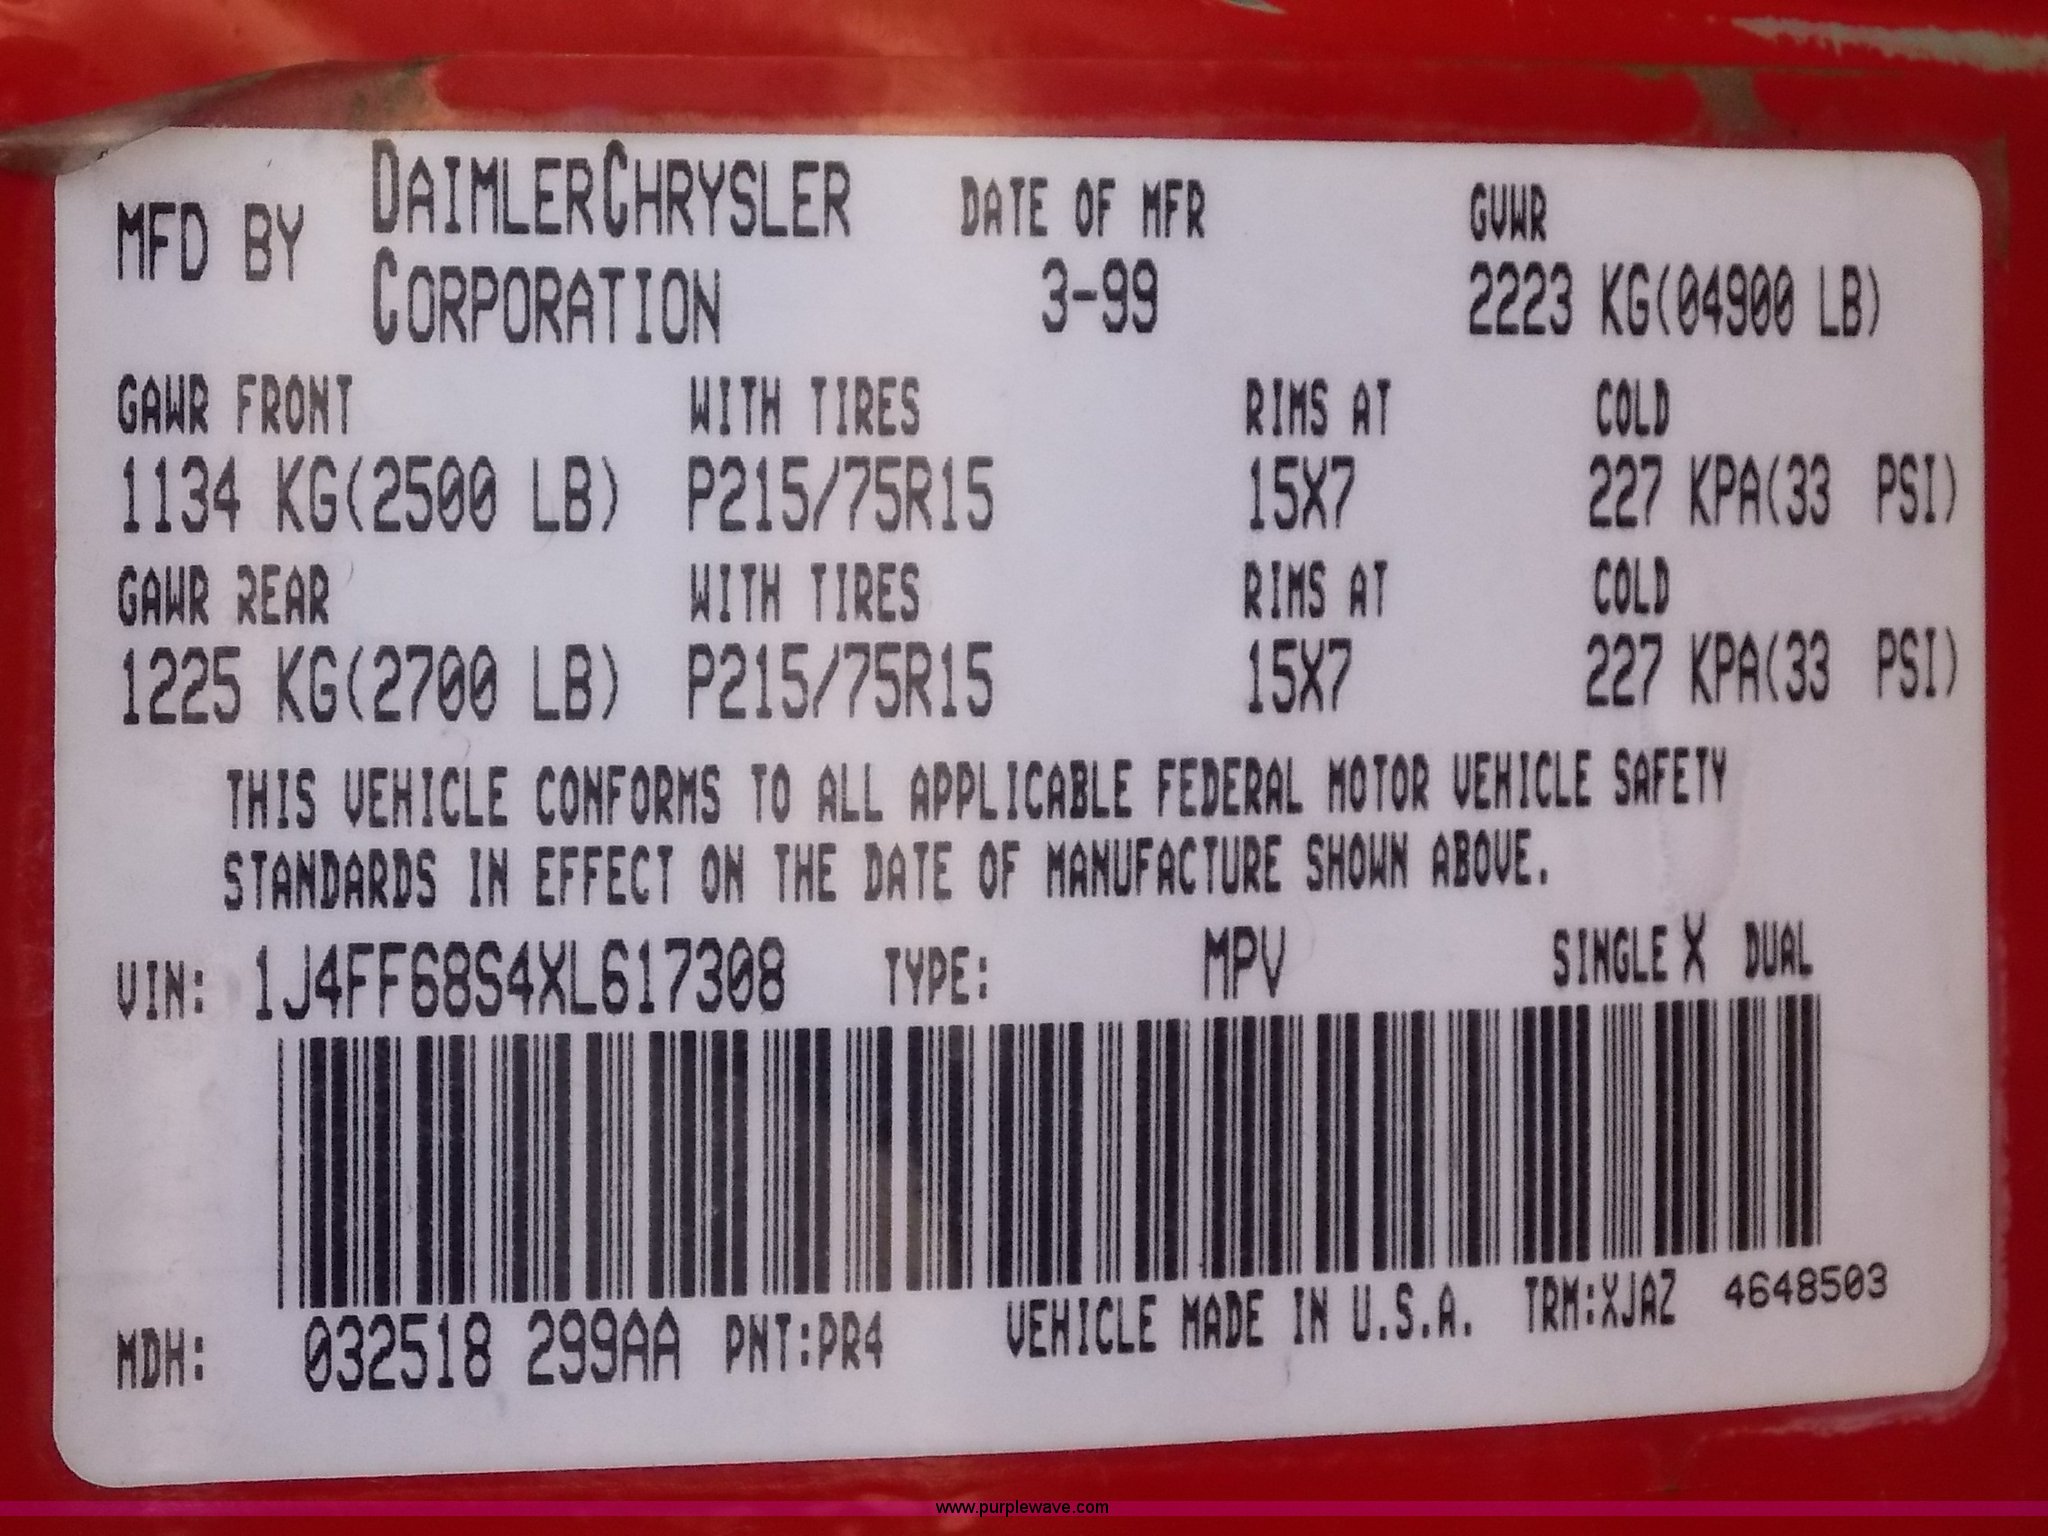 MFD BY DAIMLERCHRYSLER CORPORATION DATE OF MFR 3-99 GVWR 2223 KG(04900 LB)
GAWR FRONT WITH TIRES RIMS AT COLD
1134 KG(2500 LB) P215/75R15 15X7 227 KPA(33 PSI)
GAWR REAR WITH TIRES RIMS AT COLD
1225 KG(2700 LB) P215/75R15 15X7 227 KPA(33 PSI)
THIS VEHICLE CONFORMS TO ALL APPLICABLE FEDERAL MOTOR VEHICLE SAFETY
STANDARDS IN EFFECT ON THE DATE OF MANUFACTURE SHOWN ABOVE.
VIN: 1J4FF68S4XL617308 TYPE: MPV SINGLE X DUAL
MDH: 032518 299AA PNT:PR4 VEHICLE MADE IN U.S.A. TRM:XJAZ 4648503
www.purplewave.com